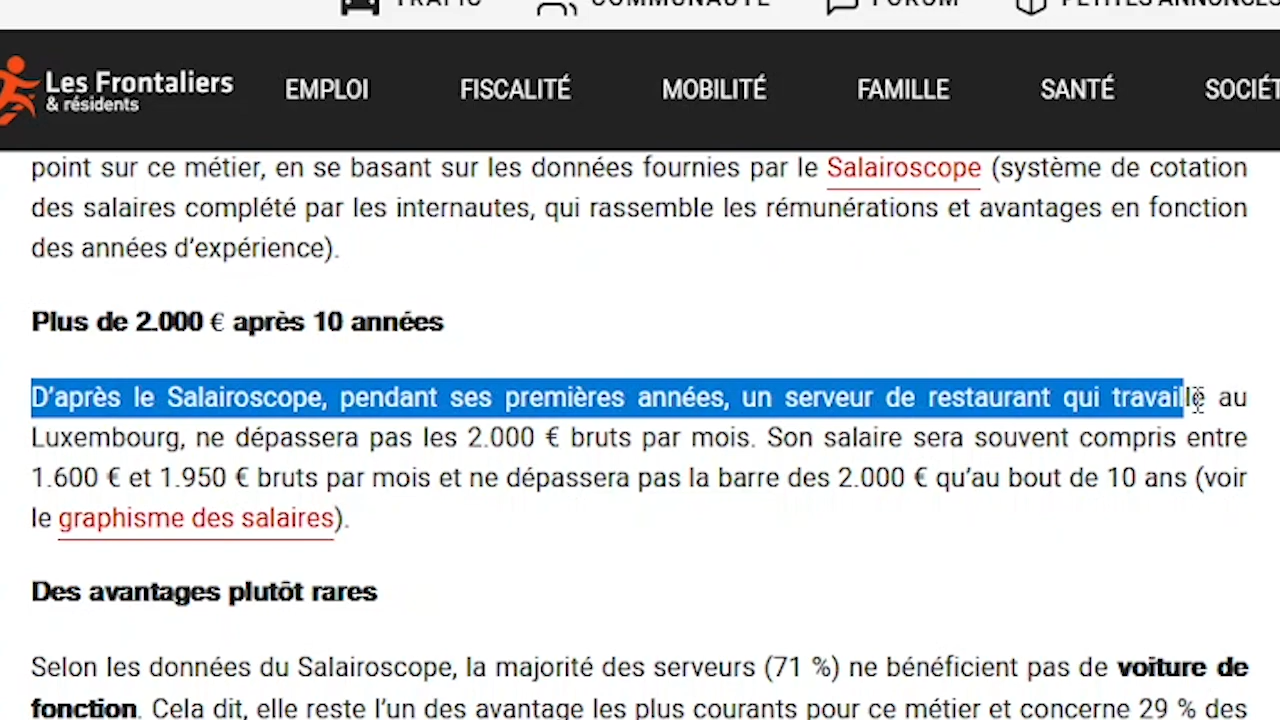 TRAFIC
COMMUNAUTÉ
FORUM
PETITES ANNONCES
Les Frontaliers
& résidents
EMPLOI
FISCALITÉ
MOBILITÉ
FAMILLE
SANTÉ
SOCIÉT
point sur ce métier, en se basant sur les données fournies par le Salairoscope (système de cotation
des salaires complété par les internautes, qui rassemble les rémunérations et avantages en fonction
des années d’expérience).
Plus de 2.000 € après 10 années
D’après le Salairoscope, pendant ses premières années, un serveur de restaurant qui travaille au
Luxembourg, ne dépassera pas les 2.000 € bruts par mois. Son salaire sera souvent compris entre
1.600 € et 1.950 € bruts par mois et ne dépassera pas la barre des 2.000 € qu’au bout de 10 ans (voir
le graphisme des salaires).
Des avantages plutôt rares
Selon les données du Salairoscope, la majorité des serveurs (71 %) ne bénéficient pas de voiture de
fonction. Cela dit, elle reste l’un des avantage les plus courants pour ce métier et concerne 29 % des